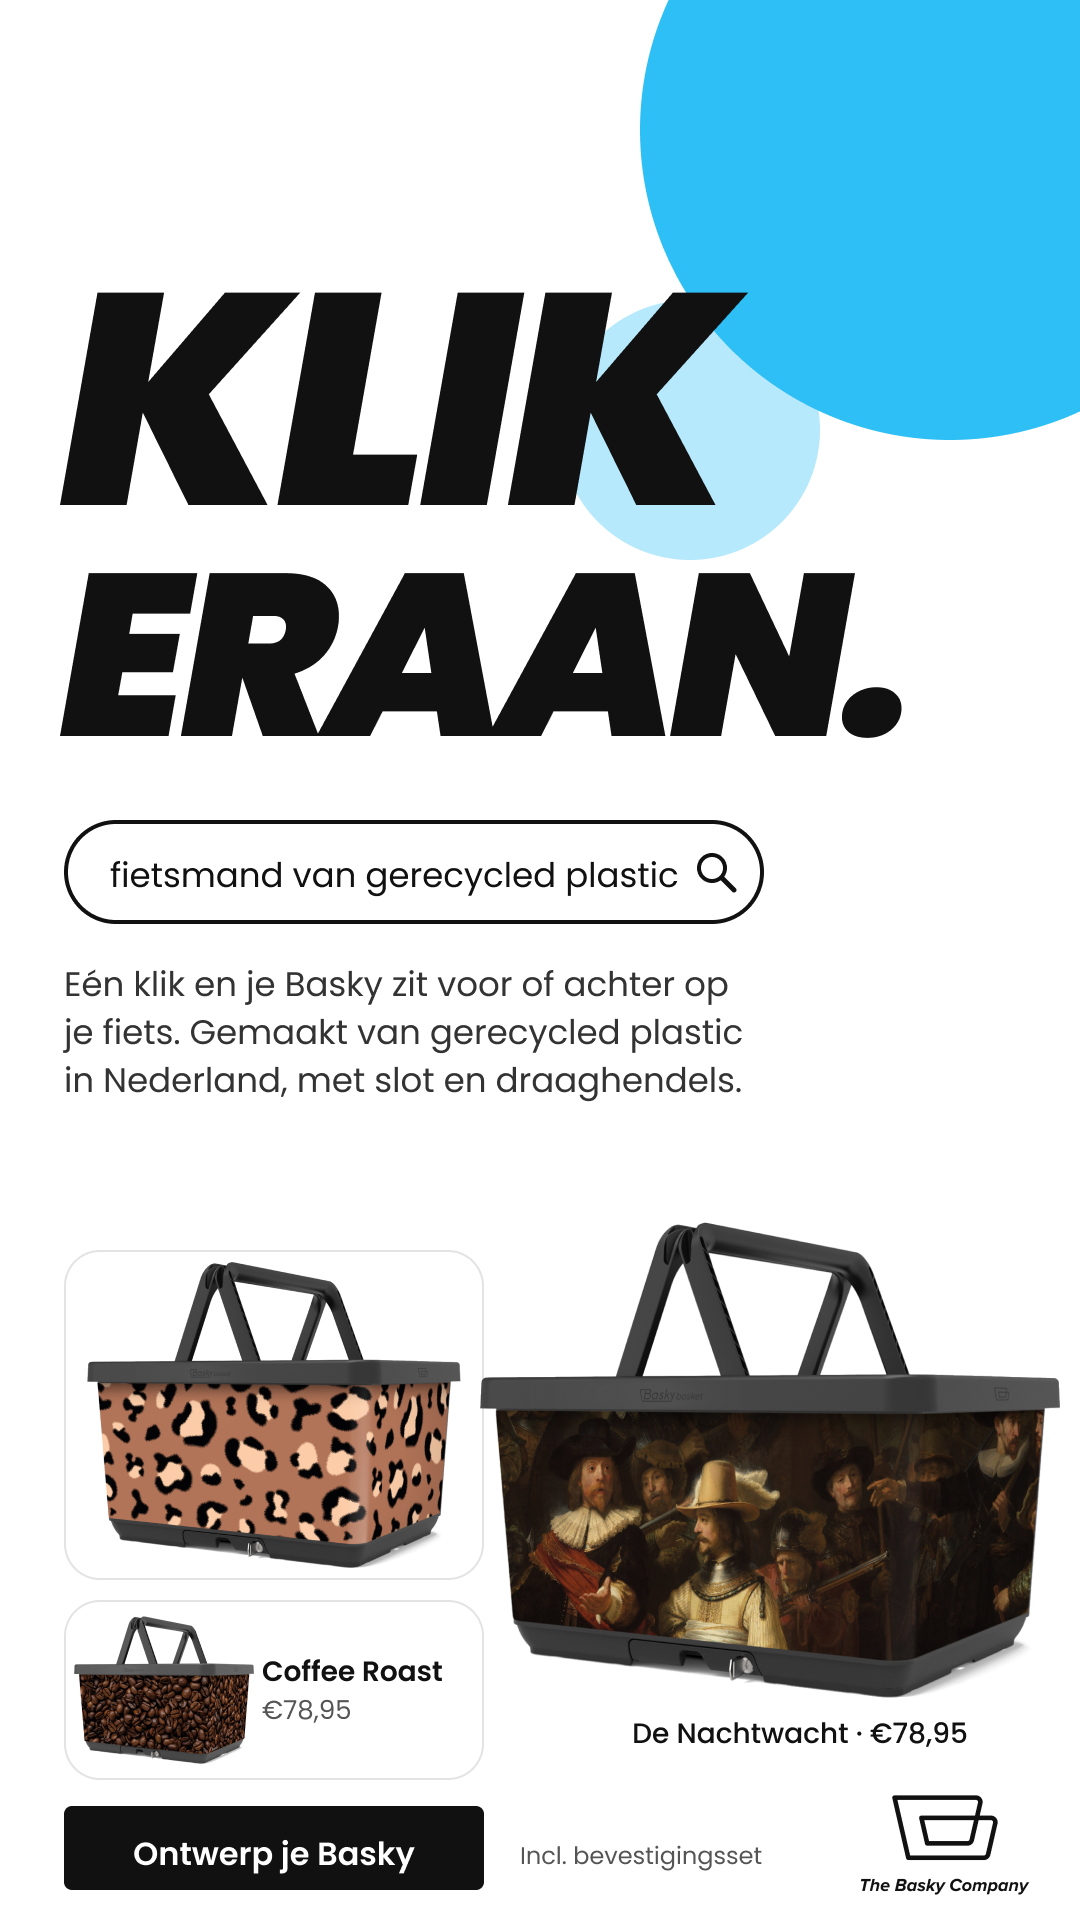 KLIK
ERAAN.
fietsmand van gerecycled plastic
Eén klik en je Basky zit voor of achter op
je fiets. Gemaakt van gerecycled plastic
in Nederland, met slot en draaghendels.
Basky basket
Coffee Roast
€78,95
De Nachtwacht · €78,95
Ontwerp je Basky
Incl. bevestigingsset
The Basky Company